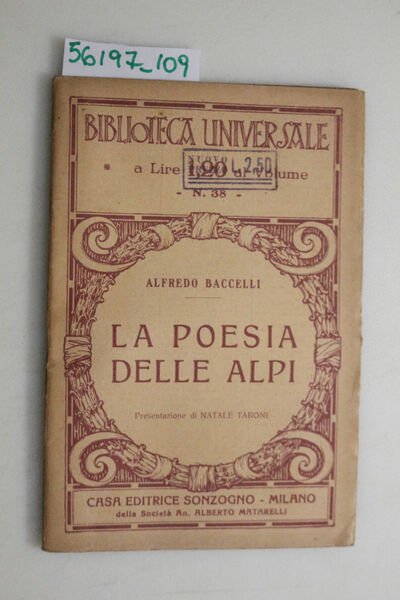 56197_109
BIBLIOTECA UNIVERSALE
a Lire 1,20 al Volume
L. 2.50
- N. 38 -
ALFREDO BACCELLI
LA POESIA
DELLE ALPI
Presentazione di NATALE TARONI
CASA EDITRICE SONZOGNO - MILANO
della Società An. ALBERTO MATARELLI